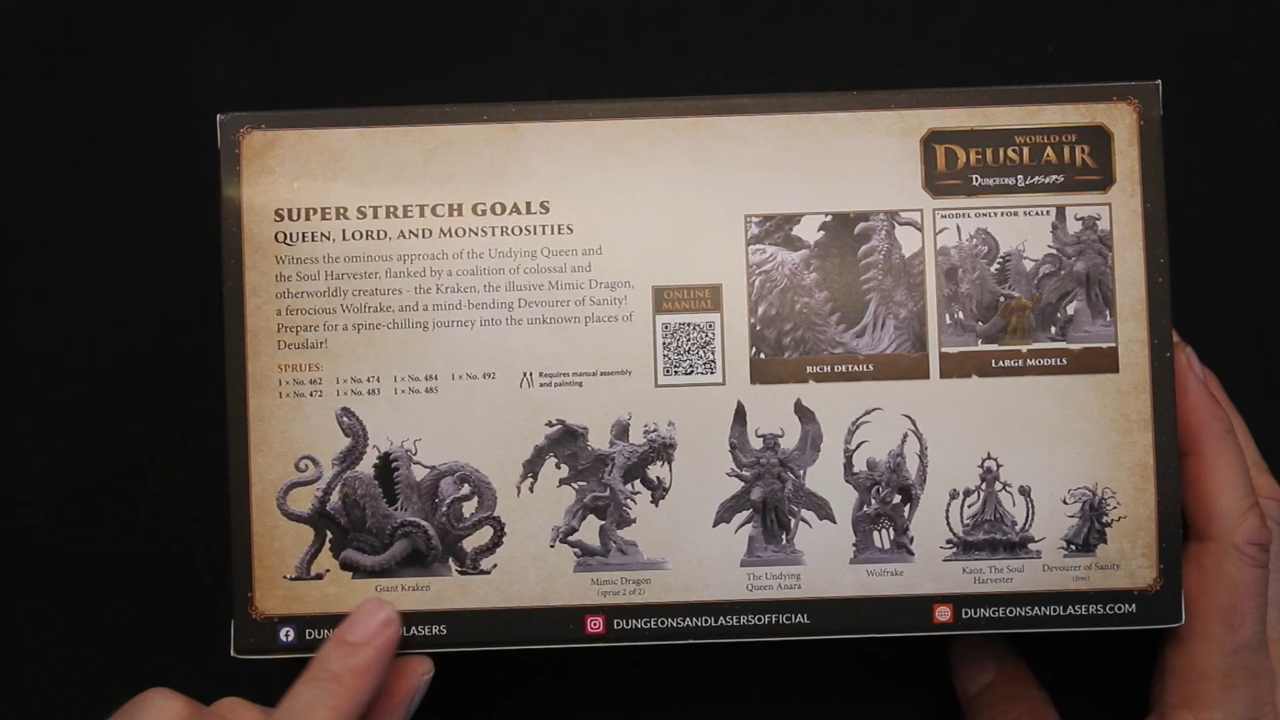 WORLD OF
DEUSLAIR
DUNGEONS & LASERS
SUPER STRETCH GOALS
QUEEN, LORD, AND MONSTROSITIES
Witness the ominous approach of the Undying Queen and
the Soul Harvester, flanked by a coalition of colossal and
otherworldly creatures - the Kraken, the illusive Mimic Dragon,
a ferocious Wolfrake, and a mind-bending Devourer of Sanity!
Prepare for a spine-chilling journey into the unknown places of
Deuslair!
SPRUES:
1 x No. 462 1 x No. 474 1 x No. 484 1 x No. 492
1 x No. 472 1 x No. 483 1 x No. 485
Requires manual assembly
and painting
ONLINE
MANUAL
RICH DETAILS
*MODEL ONLY FOR SCALE
*
LARGE MODELS
Giant Kraken
Mimic Dragon
(sprue 2 of 2)
The Undying
Queen Anara
Wolfrake
Kaoz, The Soul
Harvester
Devourer of Sanity
(free)
DUN LASERS
DUNGEONSANDLASERSOFFICIAL
DUNGEONSANDLASERS.COM